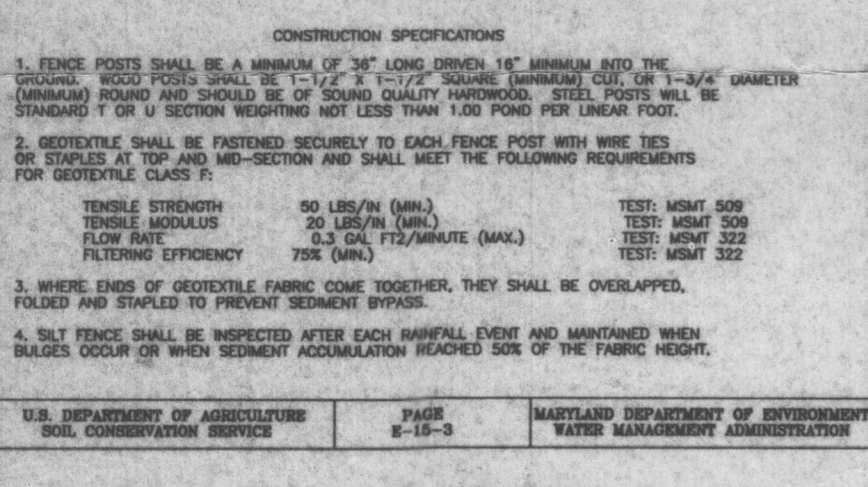 CONSTRUCTION SPECIFICATIONS
1. FENCE POSTS SHALL BE A MINIMUM OF 36" LONG DRIVEN 16" MINIMUM INTO THE
GROUND. WOOD POSTS SHALL BE 1-1/2" X 1-1/2" SQUARE (MINIMUM) CUT, OR 1-3/4" DIAMETER
(MINIMUM) ROUND AND SHOULD BE OF SOUND QUALITY HARDWOOD. STEEL POSTS WILL BE
STANDARD T OR U SECTION WEIGHTING NOT LESS THAN 1.00 POND PER LINEAR FOOT.
2. GEOTEXTILE SHALL BE FASTENED SECURELY TO EACH FENCE POST WITH WIRE TIES
OR STAPLES AT TOP AND MID-SECTION AND SHALL MEET THE FOLLOWING REQUIREMENTS
FOR GEOTEXTILE CLASS F:
TENSILE STRENGTH 50 LBS/IN (MIN.) TEST: MSMT 509
TENSILE MODULUS 20 LBS/IN (MIN.) TEST: MSMT 509
FLOW RATE 0.3 GAL FT2/MINUTE (MAX.) TEST: MSMT 322
FILTERING EFFICIENCY 75% (MIN.) TEST: MSMT 322
3. WHERE ENDS OF GEOTEXTILE FABRIC COME TOGETHER, THEY SHALL BE OVERLAPPED,
FOLDED AND STAPLED TO PREVENT SEDIMENT BYPASS.
4. SILT FENCE SHALL BE INSPECTED AFTER EACH RAINFALL EVENT AND MAINTAINED WHEN
BULGES OCCUR OR WHEN SEDIMENT ACCUMULATION REACHED 50% OF THE FABRIC HEIGHT.
U.S. DEPARTMENT OF AGRICULTURE PAGE MARYLAND DEPARTMENT OF ENVIRONMENT
SOIL CONSERVATION SERVICE E-15-3 WATER MANAGEMENT ADMINISTRATION